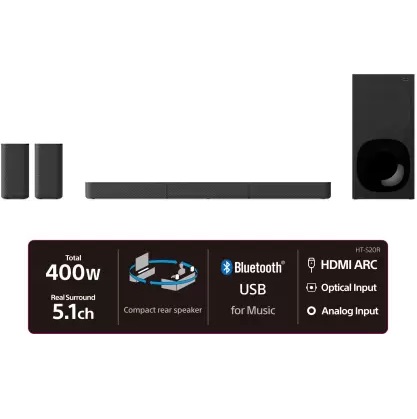 HT-S20R
Total
400W
Real Surround
5.1ch
Compact rear speaker
Bluetooth®
USB
for Music
HDMI ARC
Optical Input
Analog Input